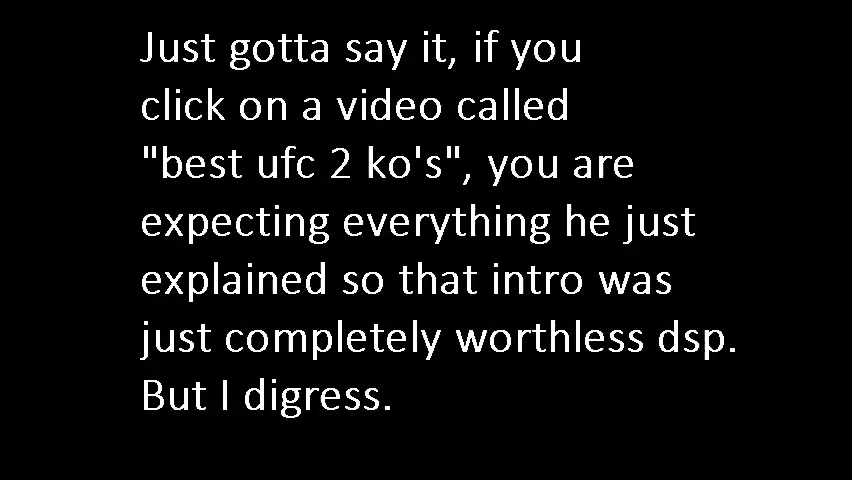 Just gotta say it, if you
click on a video called
"best ufc 2 ko's", you are
expecting everything he just
explained so that intro was
just completely worthless dsp.
But I digress.